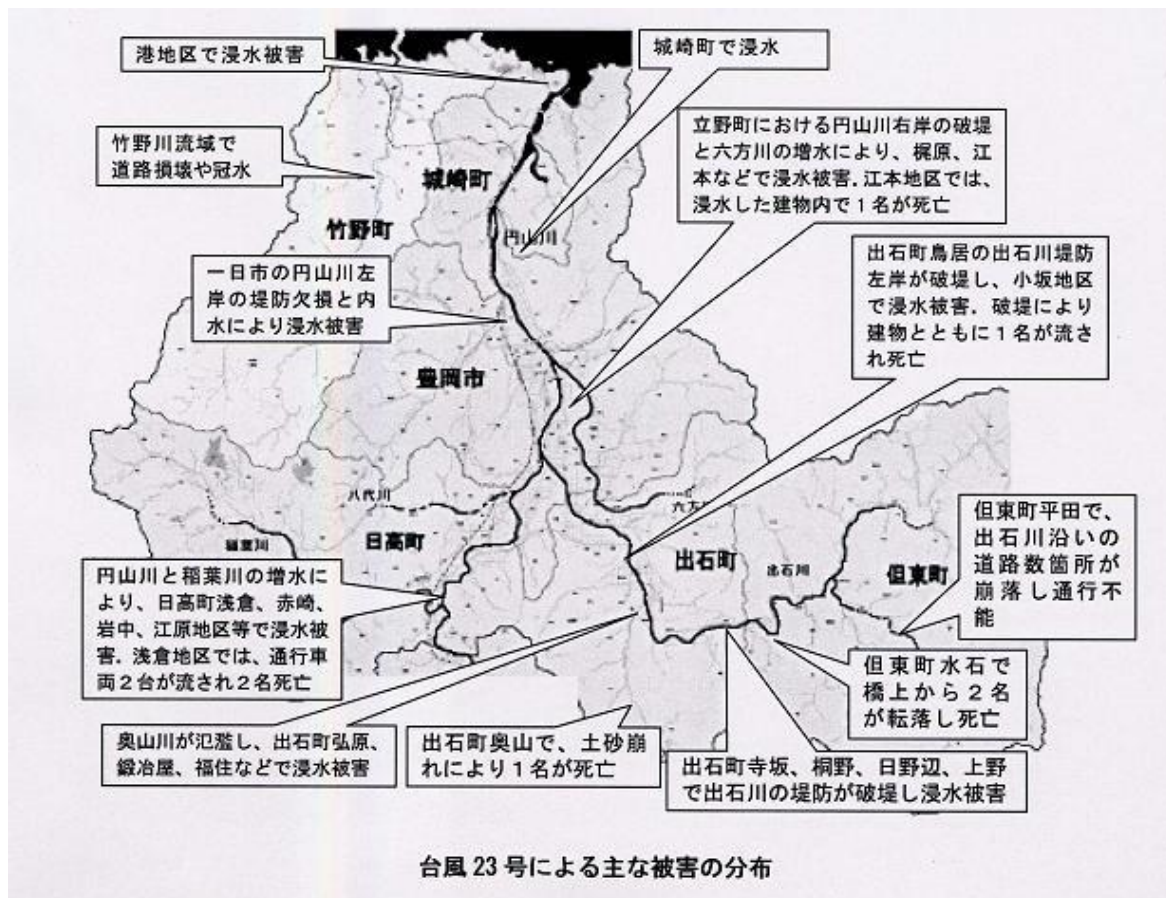 港地区で浸水被害
城崎町で浸水
竹野川流域で
道路損壊や冠水
立野町における円山川右岸の破堤
と六方川の増水により、梶原、江
本などで浸水被害．江本地区では、
浸水した建物内で１名が死亡
城崎町
竹野町
円山川
一日市の円山川左
岸の堤防欠損と内
水により浸水被害
出石町鳥居の出石川堤防
左岸が破堤し、小坂地区
で浸水被害．破堤により
建物とともに１名が流さ
れ死亡
豊岡市
八代川
六方
稲葉川
日高町
出石町
出石川
但東町
但東町平田で、
出石川沿いの
道路数箇所が
崩落し通行不
能
円山川と稲葉川の増水に
より、日高町浅倉、赤崎、
岩中、江原地区等で浸水被
害．浅倉地区では、通行車
両２台が流され２名死亡
但東町水石で
橋上から２名
が転落し死亡
奥山川が氾濫し、出石町弘原、
鍛冶屋、福住などで浸水被害
出石町奥山で、土砂崩
れにより１名が死亡
出石町寺坂、桐野、日野辺、上野
で出石川の堤防が破堤し浸水被害
台風23号による主な被害の分布